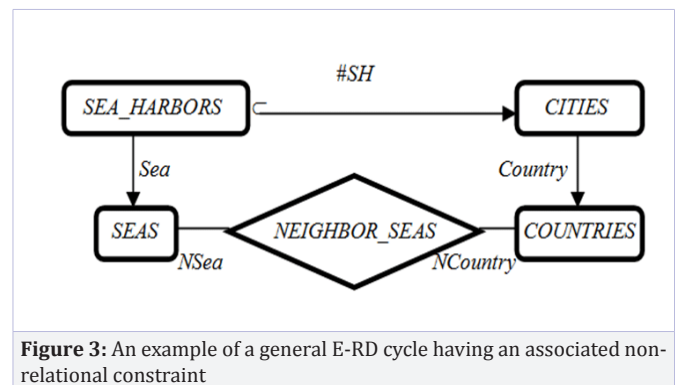 #SH
SEA_HARBORS
CITIES
Sea
Country
SEAS
NEIGHBOR_SEAS
COUNTRIES
NSea
NCountry
Figure 3: An example of a general E-RD cycle having an associated non-
relational constraint